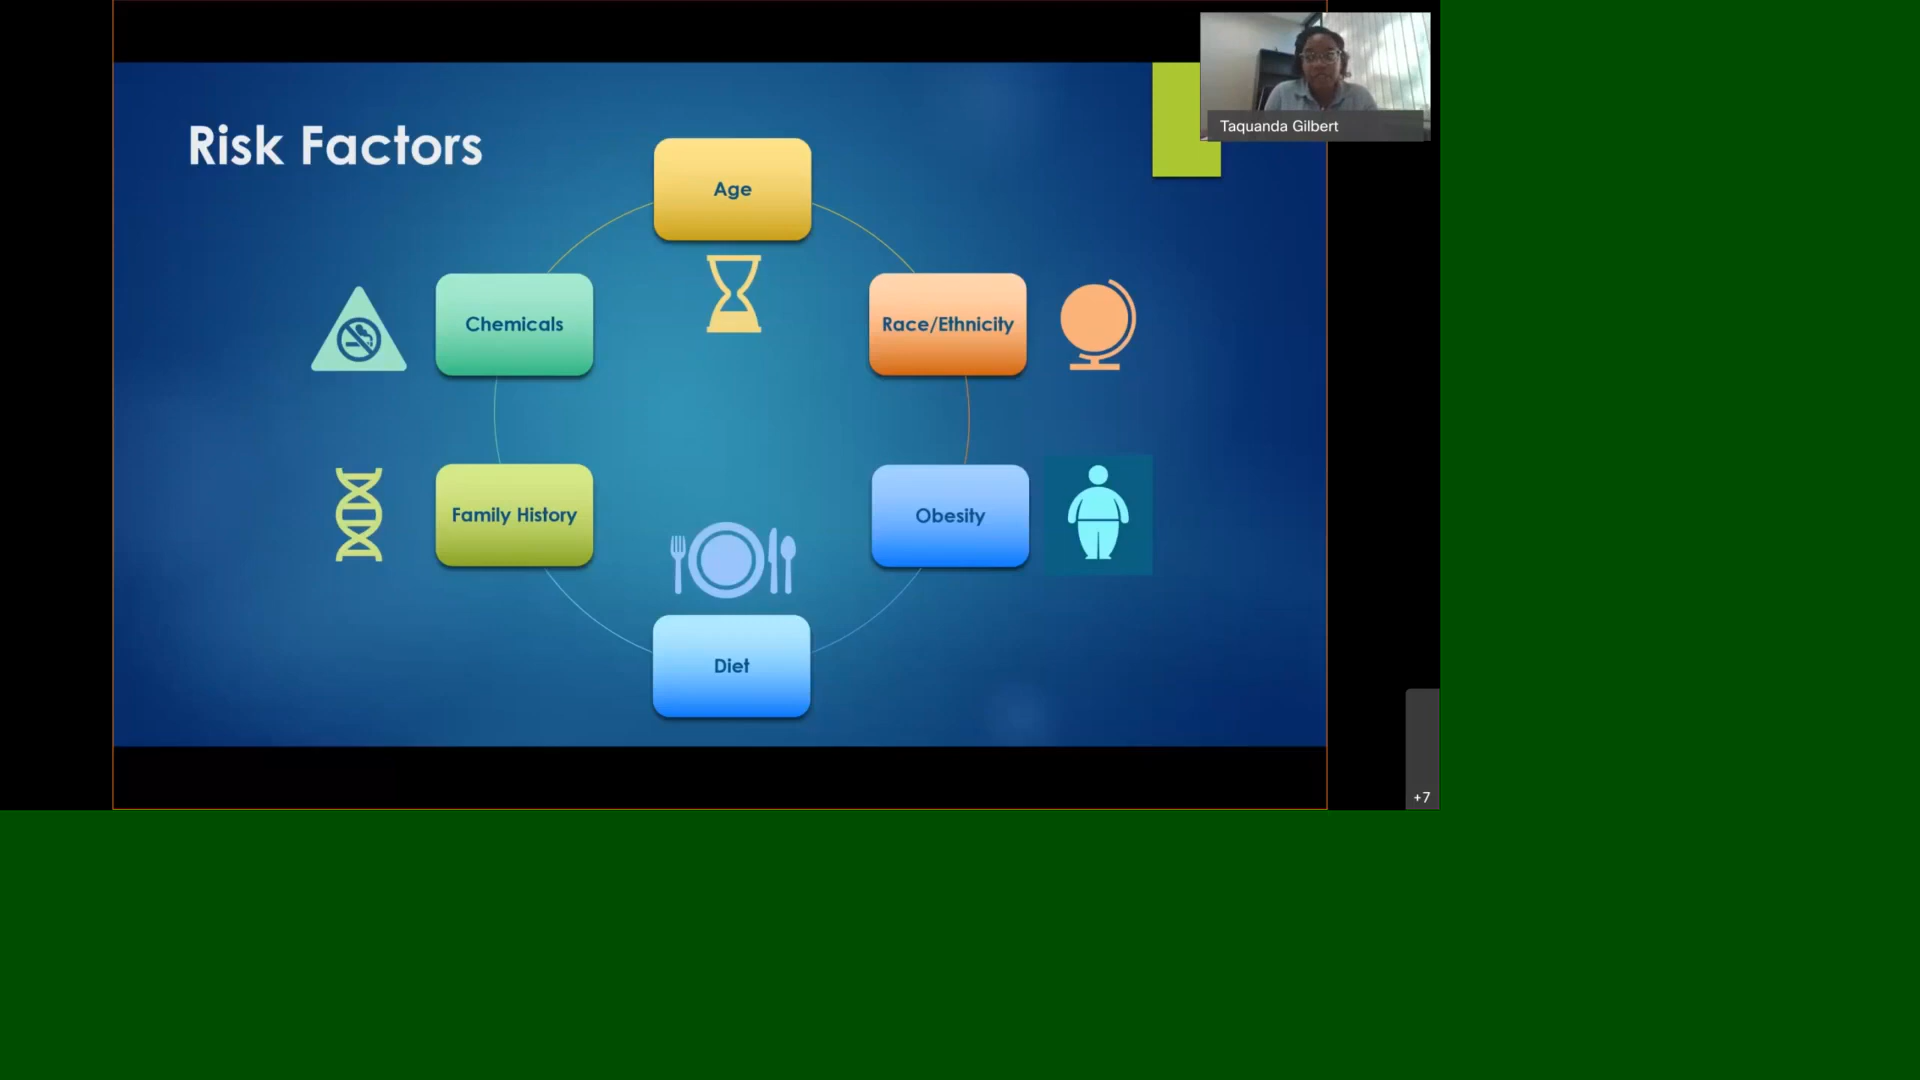 Taquanda Gilbert
Risk Factors
Age
Chemicals
Race/Ethnicity
Family History
Obesity
Diet
+7